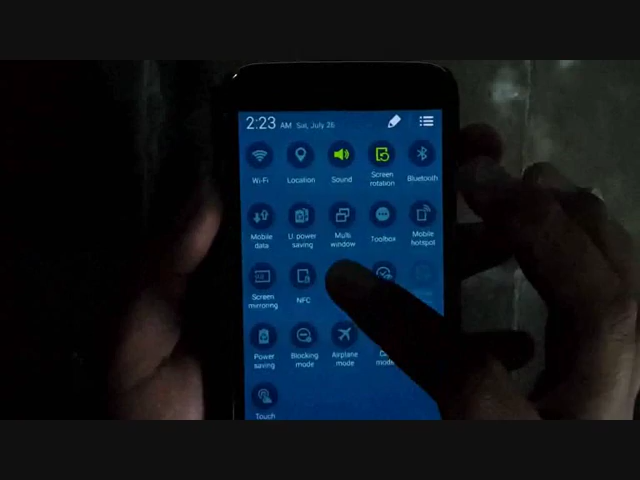 2:23 AM Sat, July 26
Wi-Fi Location Sound Screen rotation Bluetooth
Mobile data U power saving Multi window Toolbox Mobile hotspot
Screen mirroring NFC
Power saving Blocking mode Airplane mode mode
Touch